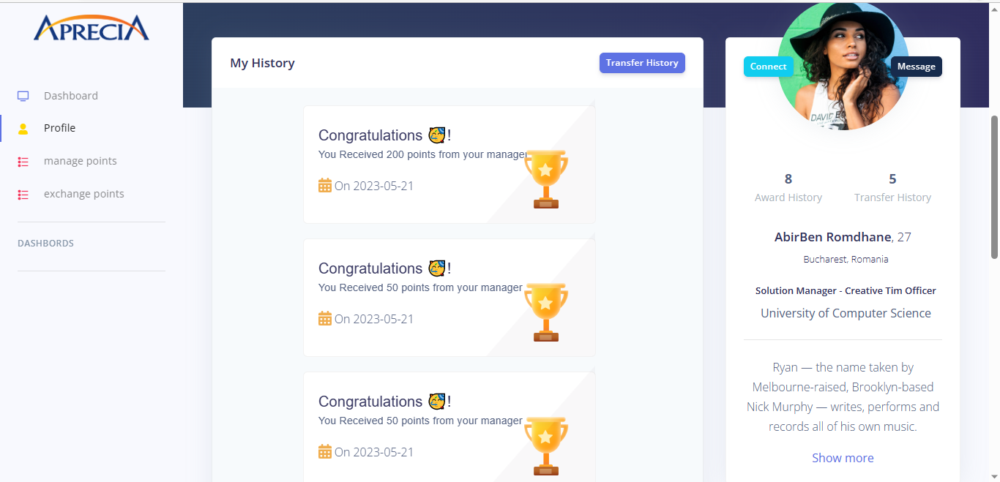 APRECIA
Dashboard
Profile
manage points
exchange points
DASHBORDS
My History
Transfer History
Congratulations 🥳!
You Received 200 points from your manager
On 2023-05-21
Congratulations 🥳!
You Received 50 points from your manager
On 2023-05-21
Congratulations 🥳!
You Received 50 points from your manager
On 2023-05-21
Connect
Message
DAVID
8
Award History
5
Transfer History
AbirBen Romdhane, 27
Bucharest, Romania
Solution Manager - Creative Tim Officer
University of Computer Science
Ryan — the name taken by
Melbourne-raised, Brooklyn-based
Nick Murphy — writes, performs and
records all of his own music.
Show more